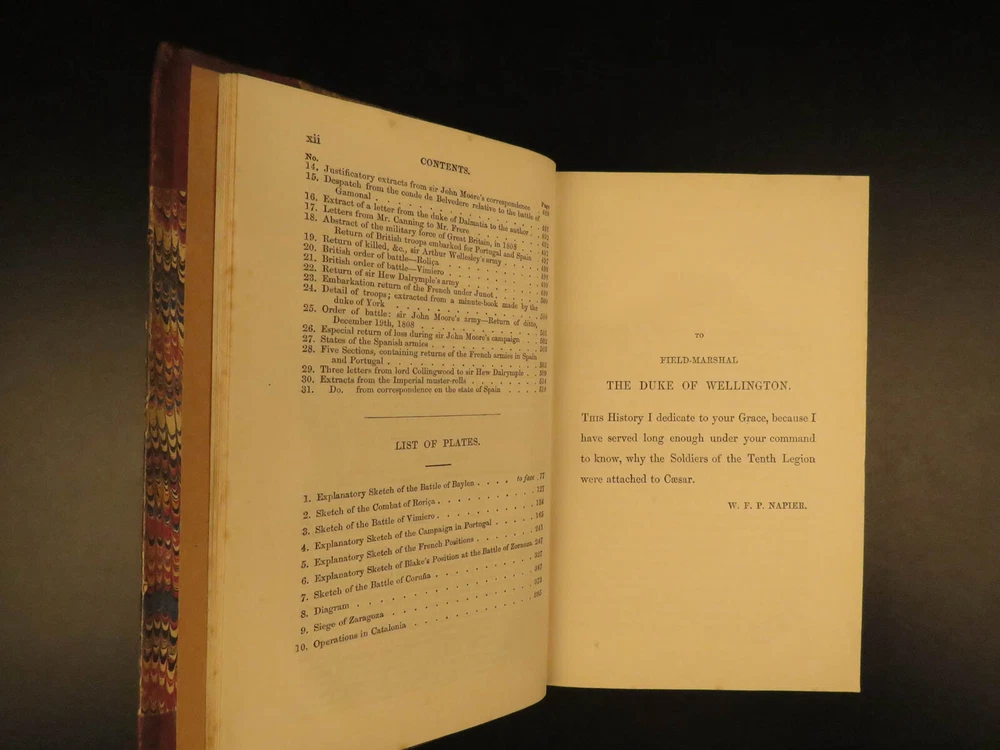 xii
CONTENTS.
No. Page
14. Justificatory extracts from sir John Moore's correspondence
15. Despatch from the conde de Belvedere relative to the battle of
Gamonal
16. Extract of a letter from the duke of Dalmatia to the author
17. Letters from Mr. Canning to Mr. Frere
18. Abstract of the military force of Great Britain, in 1808
Return of British troops embarked for Portugal and Spain
19. Return of killed, &c., sir Arthur Wellesley's army
20. British order of battle—Roliça
21. British order of battle—Vimiero
22. Return of sir Hew Dalrymple's army
23. Embarkation return of the French under Junot
24. Detail of troops; extracted from a minute-book made by the
duke of York
25. Order of battle: sir John Moore's army—Return of ditto,
December 19th, 1808
26. Especial return of loss during sir John Moore's campaign
27. States of the Spanish armies
28. Five Sections, containing returns of the French armies in Spain
and Portugal
29. Three letters from lord Collingwood to sir Hew Dalrymple
30. Extracts from the Imperial muster-rolls
31. Do. from correspondence on the state of Spain
LIST OF PLATES.
1. Explanatory Sketch of the Battle of Baylen . . . . to face 77
2. Sketch of the Combat of Roriça . . . . 127
3. Sketch of the Battle of Vimiero . . . . 134
4. Explanatory Sketch of the Campaign in Portugal . . . . 165
5. Explanatory Sketch of the French Positions . . . . 241
6. Explanatory Sketch of Blake's Position at the Battle of Zornoza 247
7. Sketch of the Battle of Coruña . . . . 327
8. Diagram . . . . 347
9. Siege of Zaragoza . . . . 373
10. Operations in Catalonia . . . . 395
TO
FIELD-MARSHAL
THE DUKE OF WELLINGTON.
This History I dedicate to your Grace, because I
have served long enough under your command
to know, why the Soldiers of the Tenth Legion
were attached to Cæsar.
W. F. P. NAPIER.